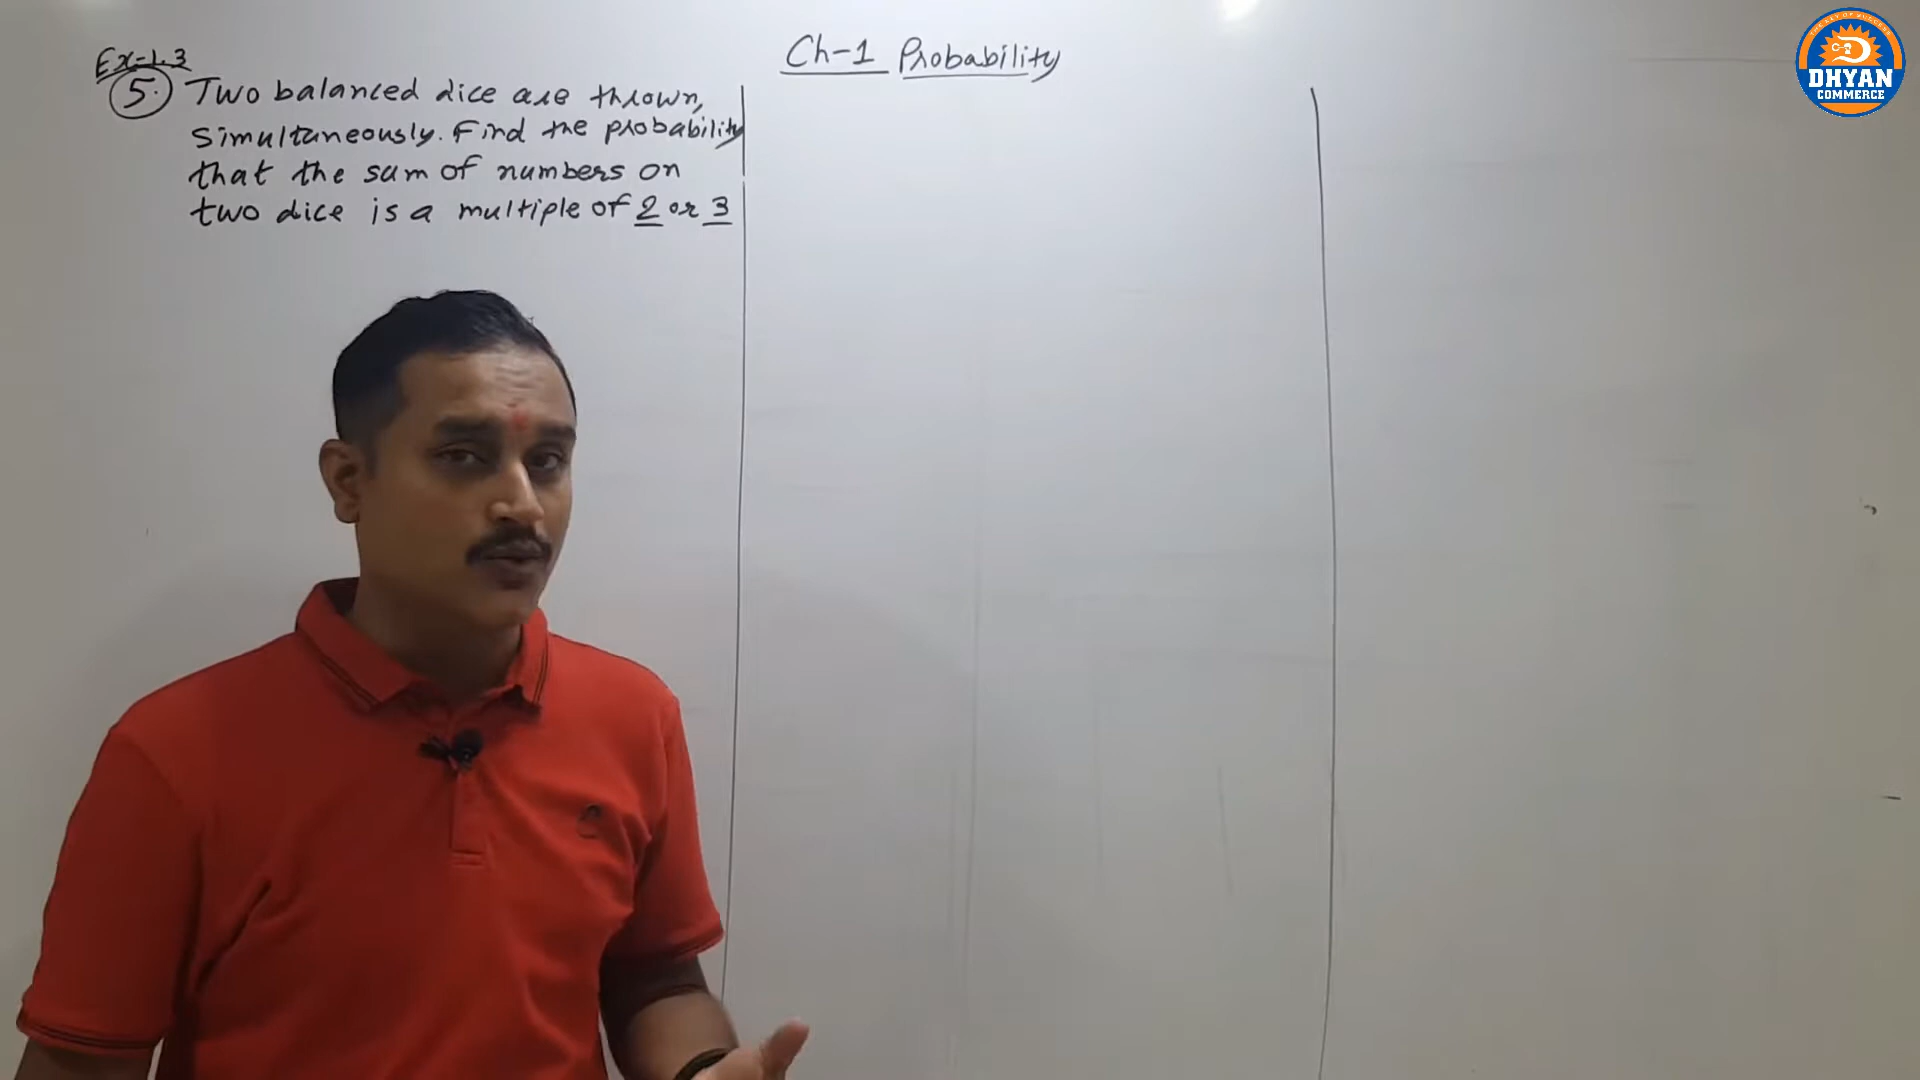 Ch-1 Probability
Ex-1.3
5. Two balanced dice are thrown,
simultaneously. Find the probability
that the sum of numbers on
two dice is a multiple of 2 or 3
DHYAN
COMMERCE